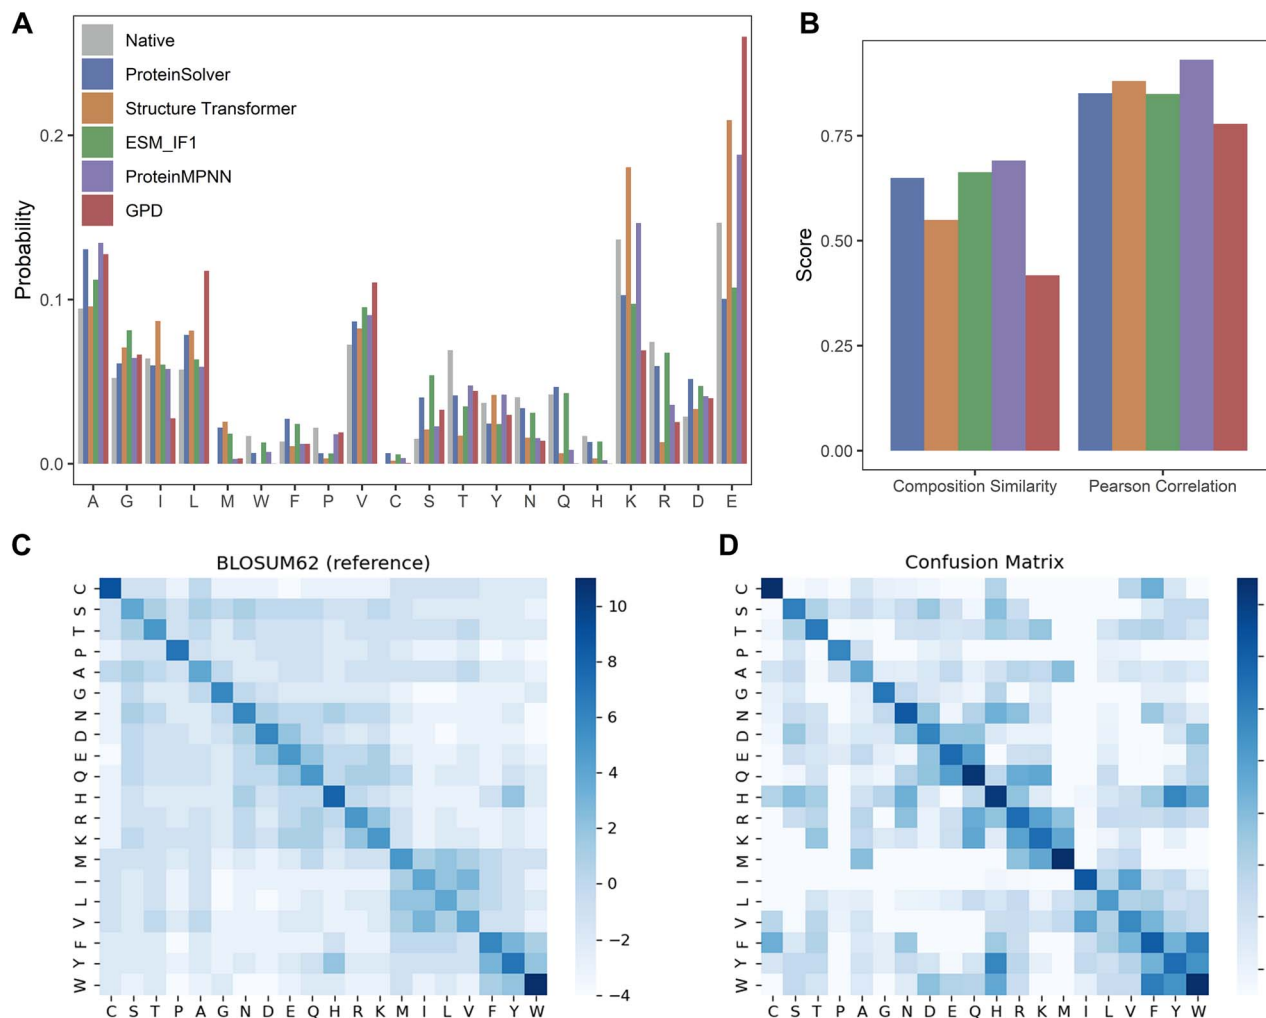 A
Native
ProteinSolver
Structure Transformer
ESM_IF1
ProteinMPNN
GPD
Probability
0.2
0.1
0.0
A G I L M W F P V C S T Y N Q H K R D E
B
Score
0.75
0.50
0.25
0.00
Composition Similarity Pearson Correlation
C
BLOSUM62 (reference)
C
S
T
P
A
G
N
D
E
Q
H
R
K
M
I
L
V
F
Y
W
C S T P A G N D E Q H R K M I L V F Y W
10
8
6
4
2
0
−2
−4
D
Confusion Matrix
C
S
T
P
A
G
N
D
E
Q
H
R
K
M
I
L
V
F
Y
W
C S T P A G N D E Q H R K M I L V F Y W